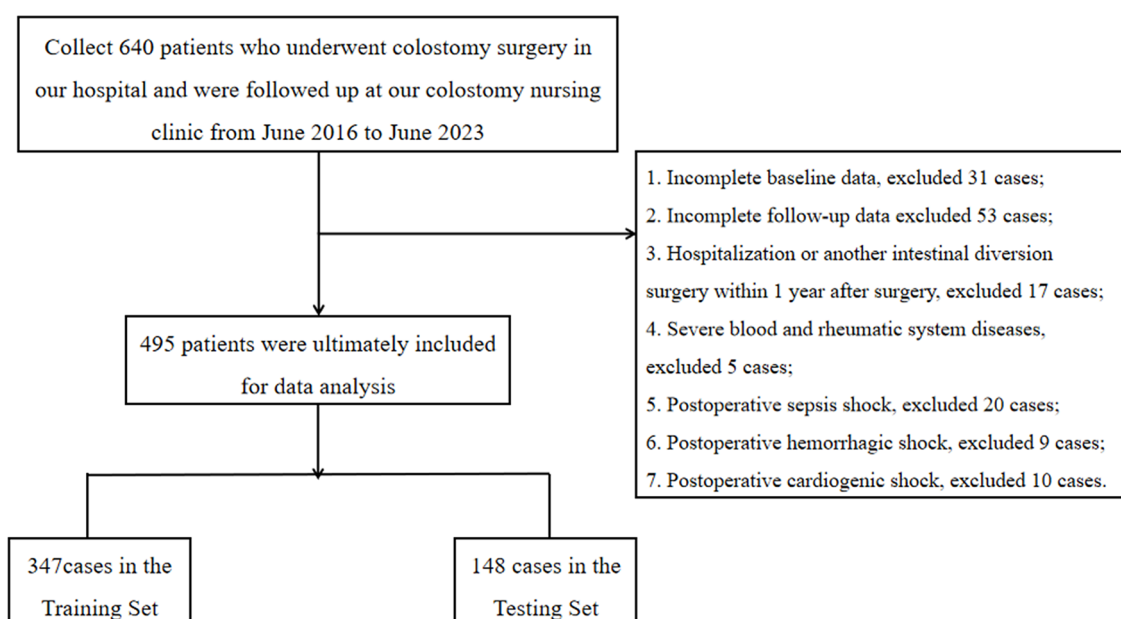 Collect 640 patients who underwent colostomy surgery in
our hospital and were followed up at our colostomy nursing
clinic from June 2016 to June 2023
1. Incomplete baseline data, excluded 31 cases;
2. Incomplete follow-up data excluded 53 cases;
3. Hospitalization or another intestinal diversion
surgery within 1 year after surgery, excluded 17 cases;
4. Severe blood and rheumatic system diseases,
excluded 5 cases;
5. Postoperative sepsis shock, excluded 20 cases;
6. Postoperative hemorrhagic shock, excluded 9 cases;
7. Postoperative cardiogenic shock, excluded 10 cases.
495 patients were ultimately included
for data analysis
347cases in the
Training Set
148 cases in the
Testing Set